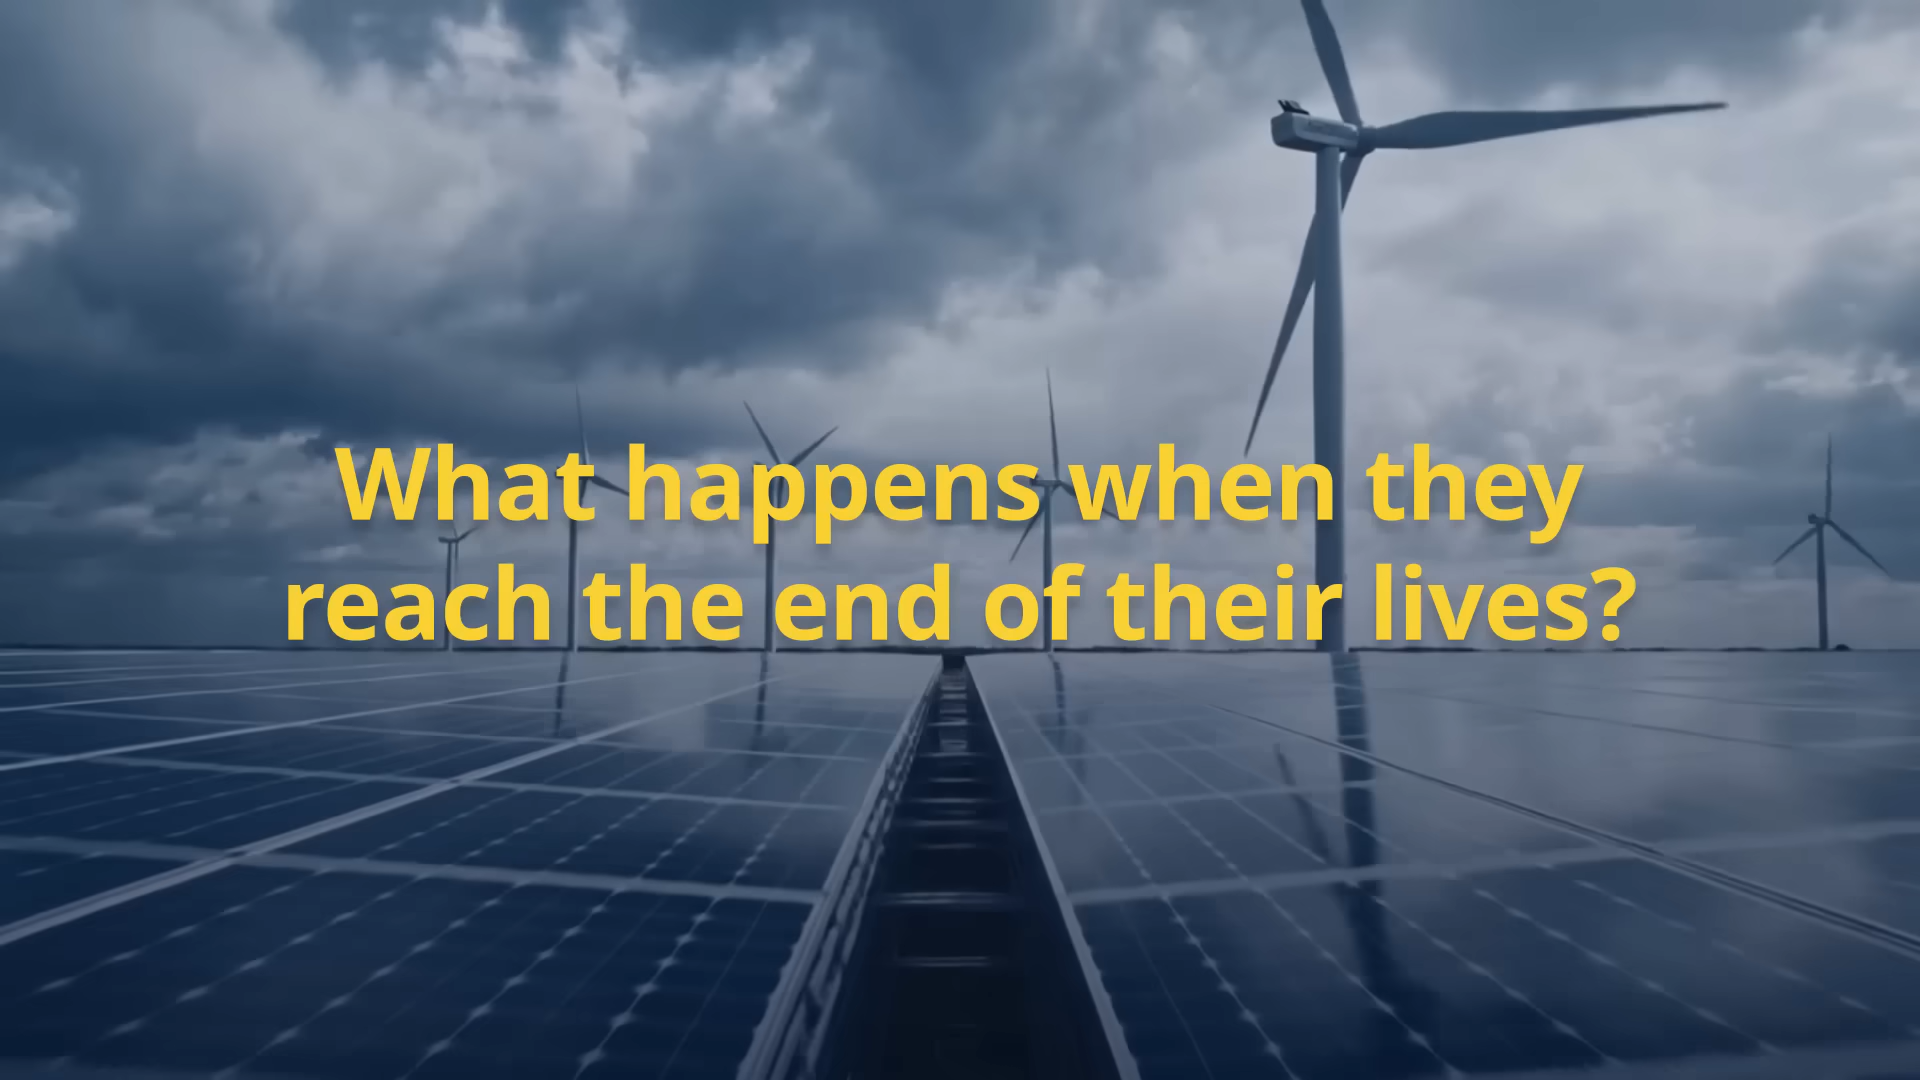 What happens when they
reach the end of their lives?